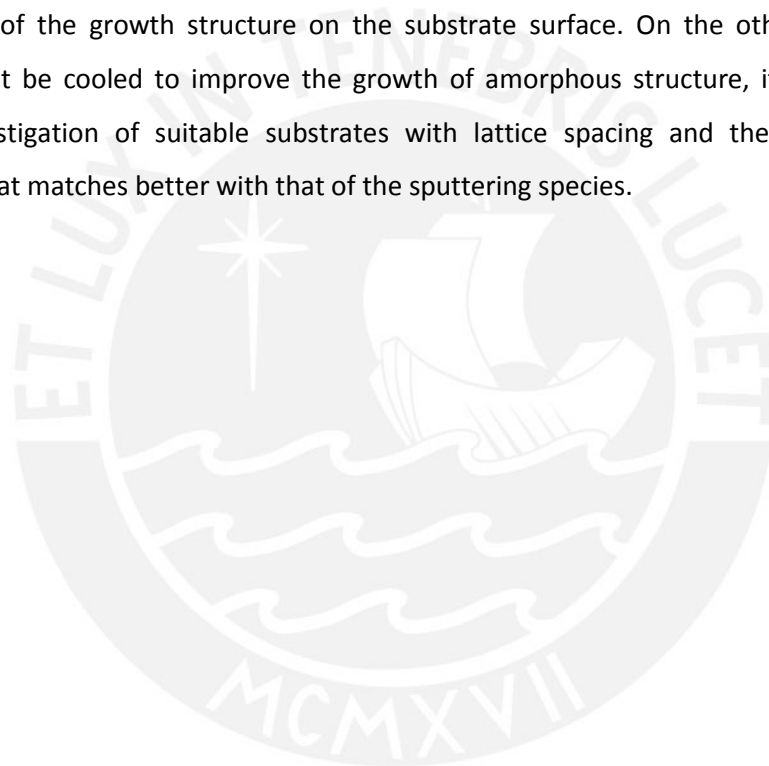 of the growth structure on the substrate surface. On the oth
t be cooled to improve the growth of amorphous structure, i
stigation of suitable substrates with lattice spacing and the
at matches better with that of the sputtering species.
ET LUX IN TENEBRIS LUCET
MCMXVII